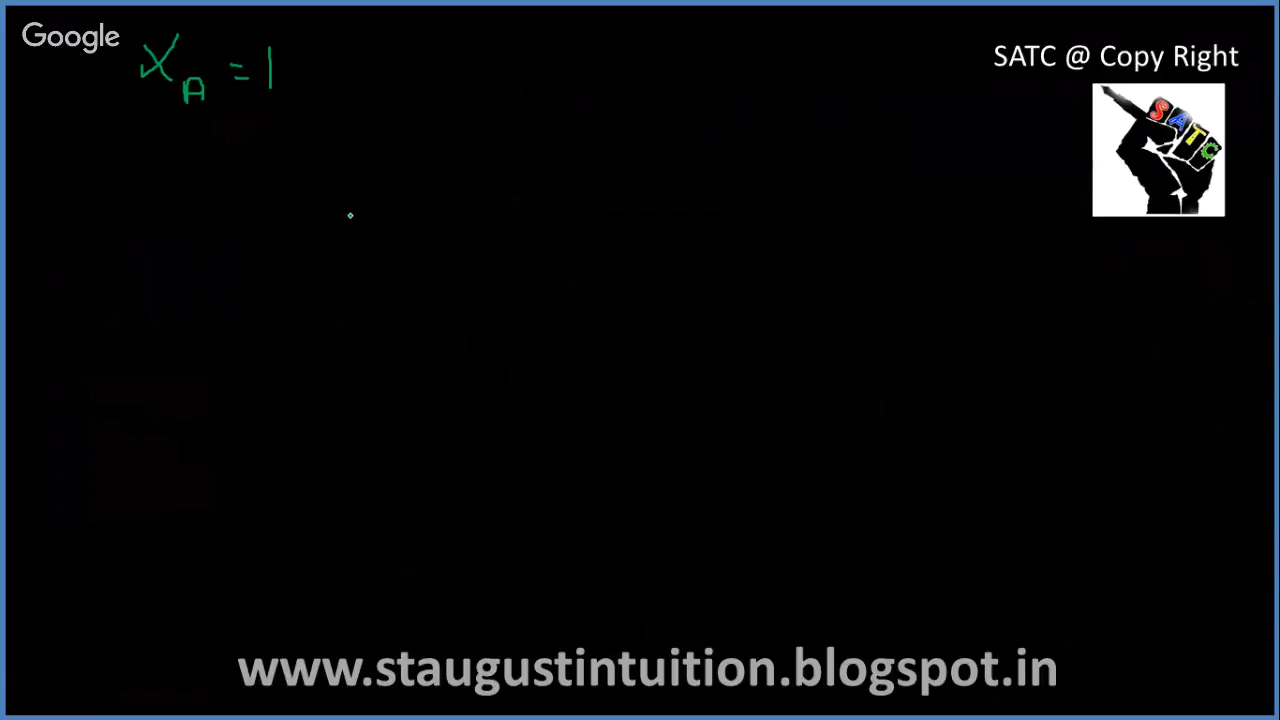 Google
X_A = 1
SATC @ Copy Right
SATC
www.staugustintuition.blogspot.in